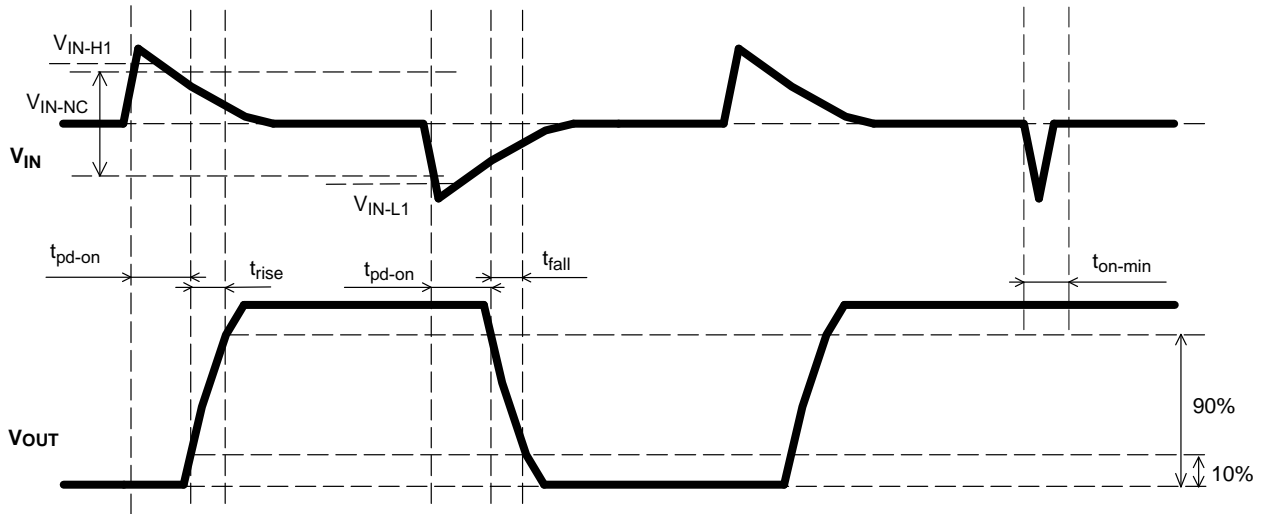 VIN-H1
VIN-NC
VIN
VIN-L1
tpd-on
trise
tpd-on
tfall
ton-min
90%
VOUT
10%